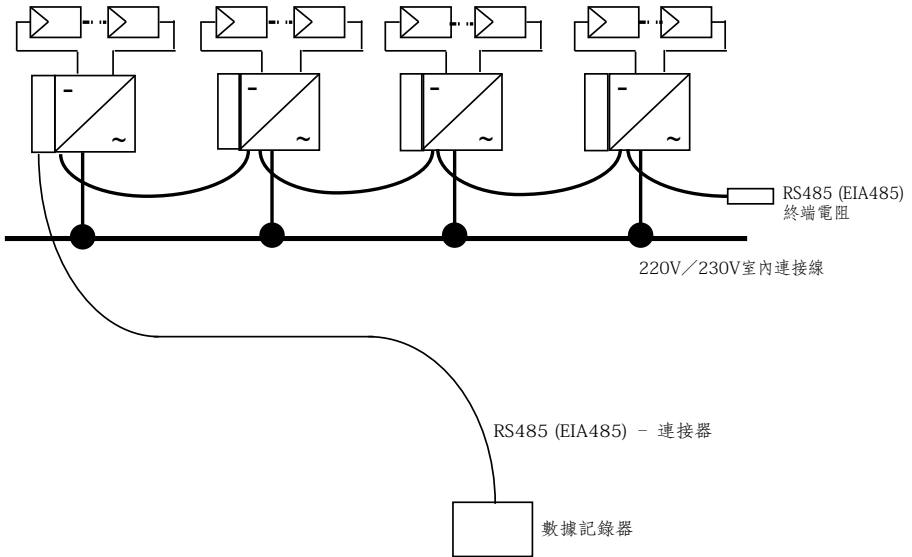 - ~
- ~
- ~
- ~
RS485 (EIA485)
終端電阻
220V／230V室內連接線
RS485 (EIA485) － 連接器
數據記錄器